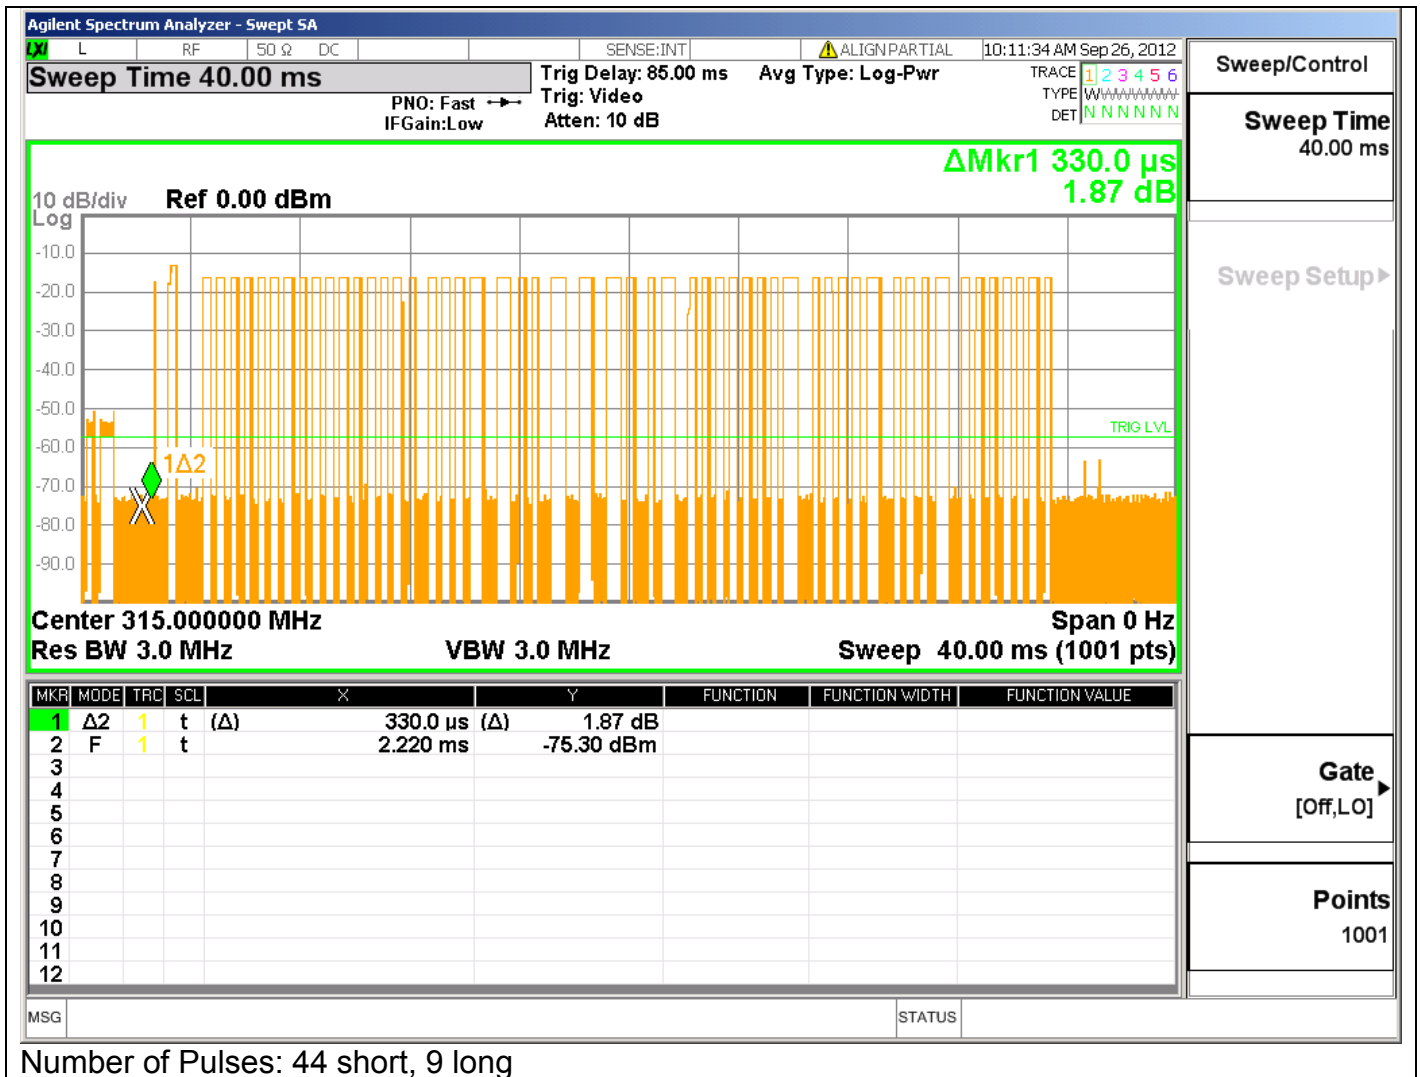 Agilent Spectrum Analyzer - Swept SA
LXI L RF 50 Ω DC SENSE:INT ALIGN PARTIAL 10:11:34 AM Sep 26, 2012
Sweep Time 40.00 ms
PNO: Fast
IFGain:Low
Trig Delay: 85.00 ms
Trig: Video
Atten: 10 dB
Avg Type: Log-Pwr
TRACE 1 2 3 4 5 6
TYPE W
DET N N N N N N
ΔMkr1 330.0 µs
1.87 dB
10 dB/div Ref 0.00 dBm
Log
-10.0
-20.0
-30.0
-40.0
-50.0
TRIG LVL
-60.0
1Δ2
-70.0
-80.0
-90.0
Center 315.000000 MHz Span 0 Hz
Res BW 3.0 MHz VBW 3.0 MHz Sweep 40.00 ms (1001 pts)
MKR MODE TRC SCL X Y FUNCTION FUNCTION WIDTH FUNCTION VALUE
1 Δ2 1 t (Δ) 330.0 µs (Δ) 1.87 dB
2 F 1 t 2.220 ms -75.30 dBm
3
4
5
6
7
8
9
10
11
12
MSG STATUS
Sweep/Control
Sweep Time
40.00 ms
Sweep Setup
Gate
[Off,LO]
Points
1001
Number of Pulses: 44 short, 9 long